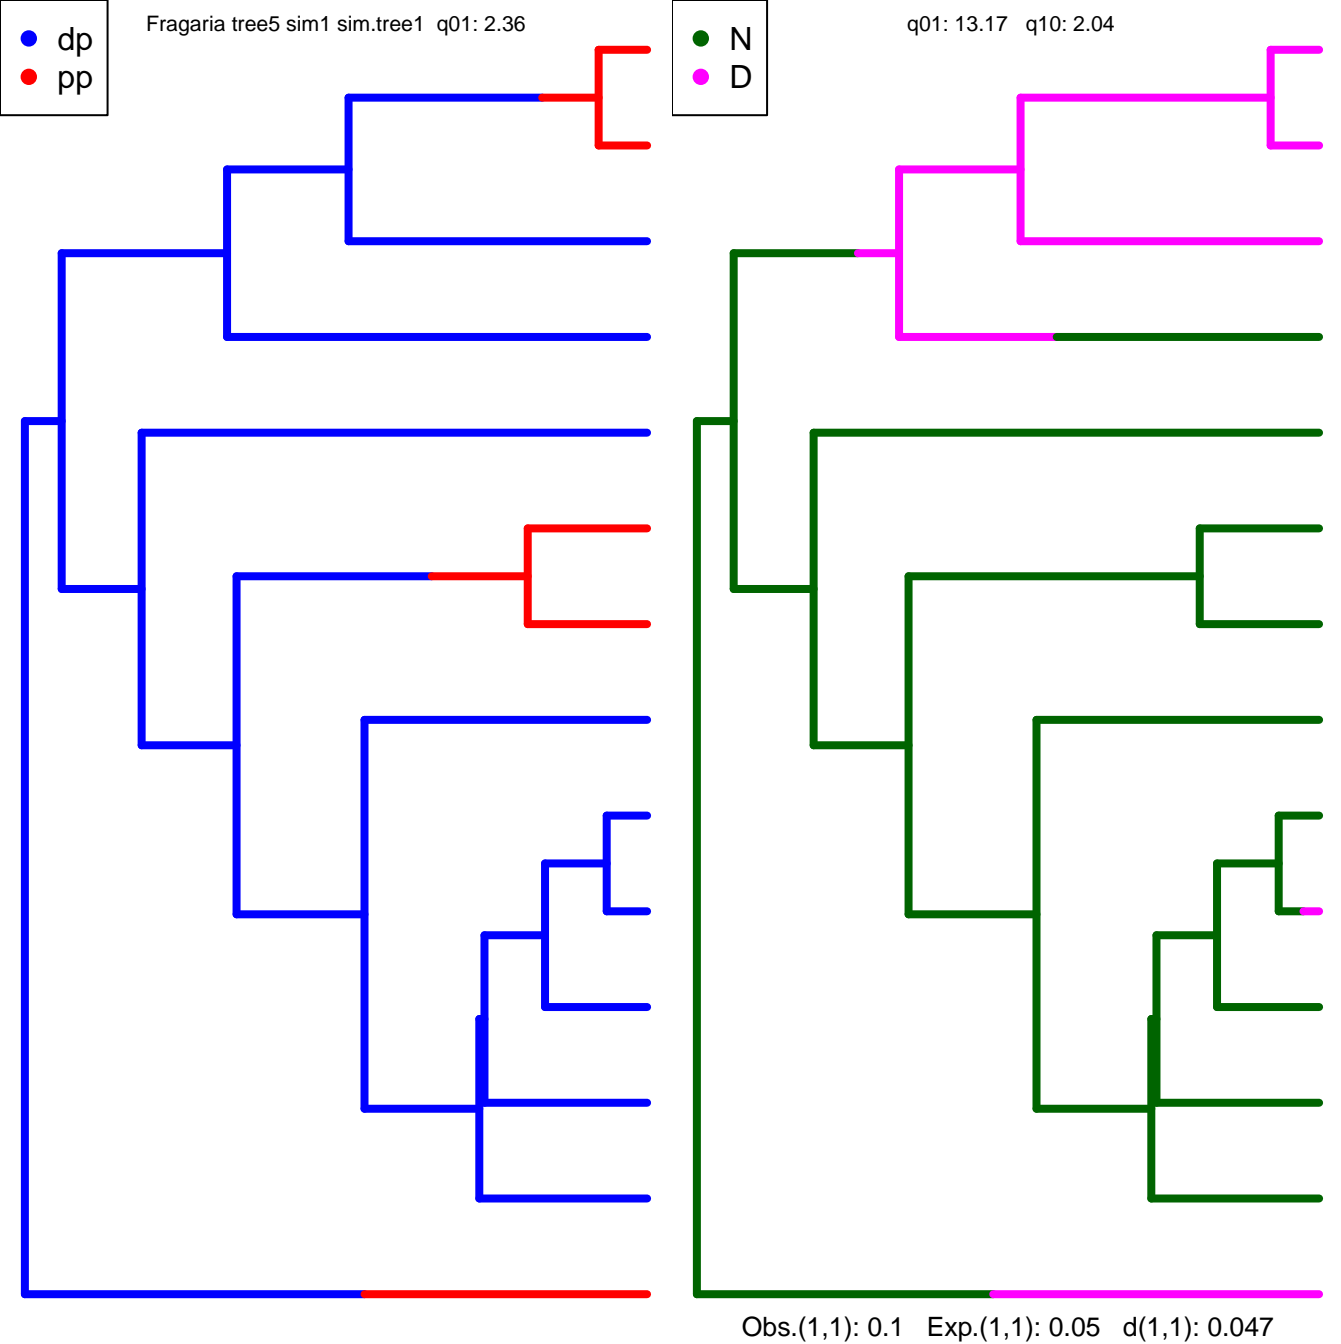 dp
pp
Fragaria tree5 sim1 sim.tree1  q01: 2.36
N
D
q01: 13.17   q10: 2.04
Obs.(1,1): 0.1   Exp.(1,1): 0.05   d(1,1): 0.047